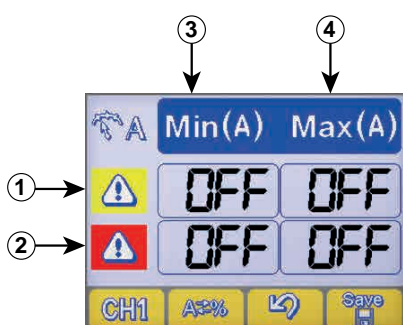 3 4
A Min(A) Max(A)
1 OFF OFF
2 OFF OFF
CH1 A⇄% Save